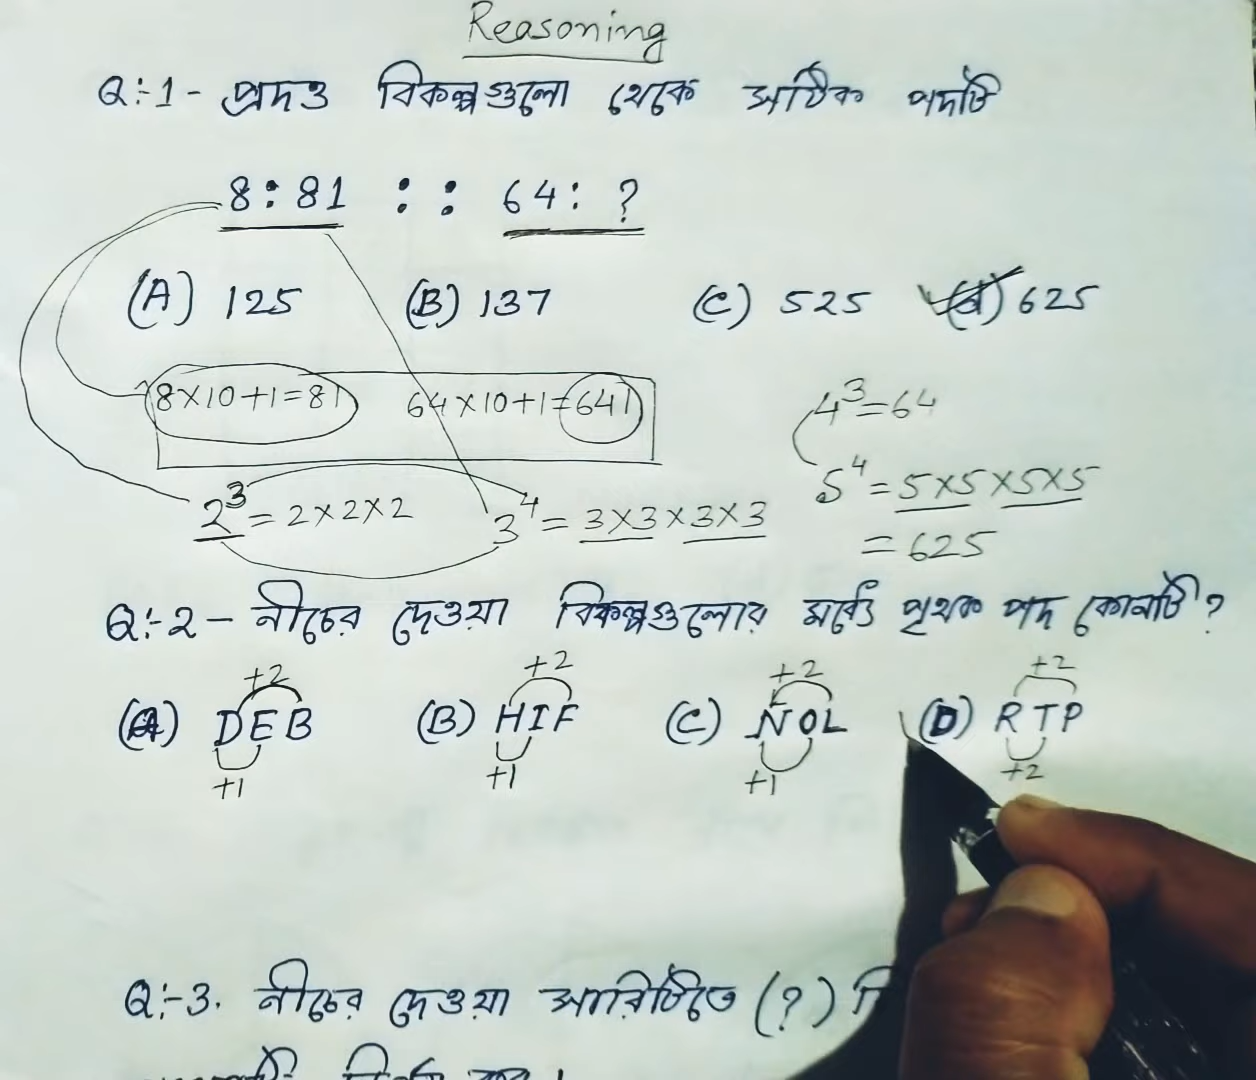 Reasoning
Q:-1- প্রদত্ত বিকল্পগুলো থেকে সঠিক পদটি
8:81 :: 64: ?
(A) 125 (B) 137 (C) 525 (d) 625
8×10+1=81 64×10+1=641 4³=64
2³=2×2×2 3⁴=3×3×3×3 5⁴=5×5×5×5
=625
Q:-2- নীচের দেওয়া বিকল্পগুলোর মধ্যে পৃথক পদ কোনটি?
+2 +2 +2 +2
(A) DEB (B) HIF (C) NOL (D) RTP
+1 +1 +1 +2
Q:-3. নীচের দেওয়া সারিটিতে (?)